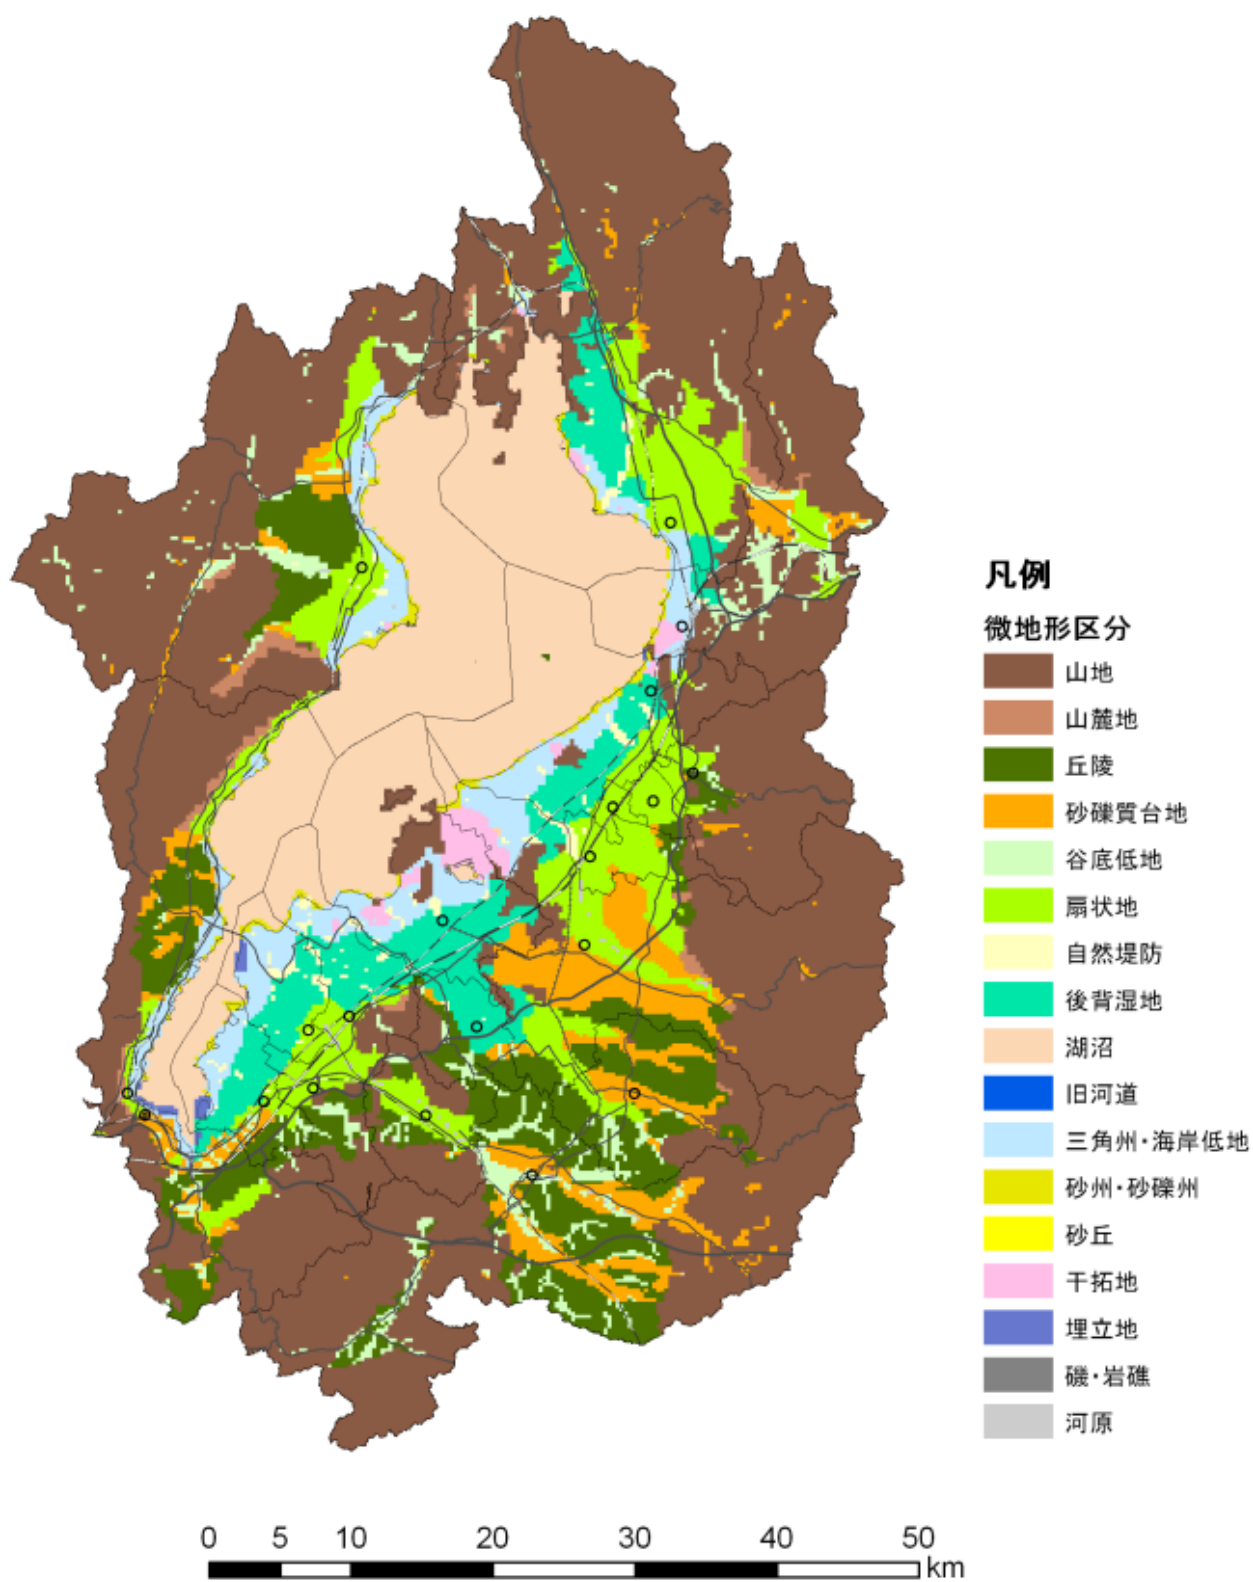 凡例
微地形区分
山地
山麓地
丘陵
砂礫質台地
谷底低地
扇状地
自然堤防
後背湿地
湖沼
旧河道
三角州・海岸低地
砂州・砂礫州
砂丘
干拓地
埋立地
磯・岩礁
河原
0 5 10 20 30 40 50
km